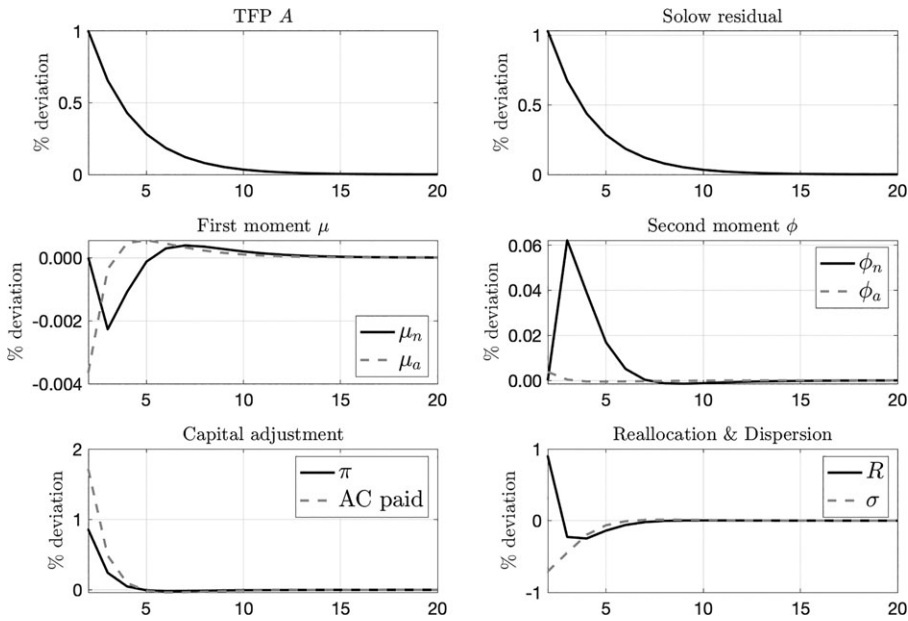 TFP A
% deviation
1
0.5
0
5 10 15 20
Solow residual
% deviation
1
0.5
0
5 10 15 20
First moment μ
% deviation
0.000
-0.002
-0.004
μn
μa
5 10 15 20
Second moment ϕ
% deviation
0.06
0.04
0.02
0.00
ϕn
ϕa
5 10 15 20
Capital adjustment
% deviation
2
1
0
π
AC paid
5 10 15 20
Reallocation & Dispersion
% deviation
1
0
-1
R
σ
5 10 15 20